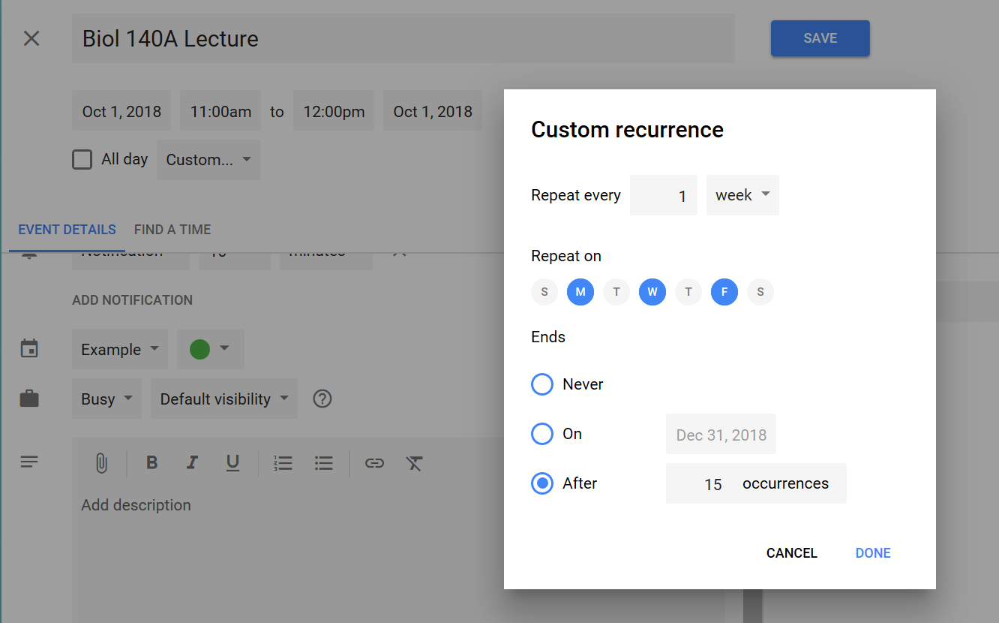 Biol 140A Lecture
SAVE
Oct 1, 2018 11:00am to 12:00pm Oct 1, 2018
All day Custom...
EVENT DETAILS FIND A TIME
Notification 10 minutes
ADD NOTIFICATION
Example
Busy Default visibility ?
B I U
Add description
Custom recurrence
Repeat every 1 week
Repeat on
S M T W T F S
Ends
Never
On Dec 31, 2018
After 15 occurrences
CANCEL DONE